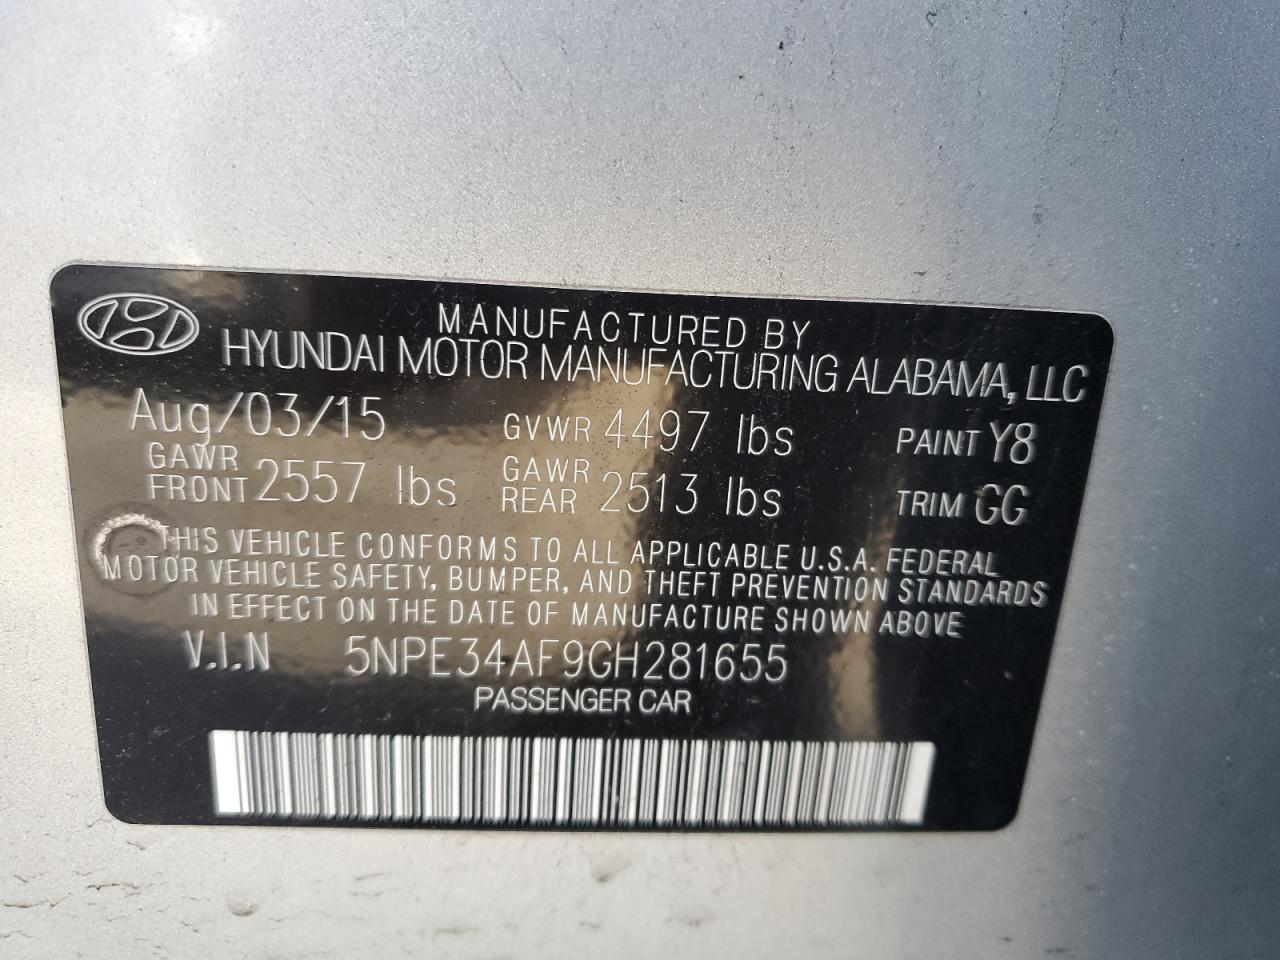 MANUFACTURED BY
HYUNDAI MOTOR MANUFACTURING ALABAMA, LLC
Aug/03/15 GVWR 4497 lbs PAINT Y8
GAWR FRONT 2557 lbs GAWR REAR 2513 lbs TRIM GG
THIS VEHICLE CONFORMS TO ALL APPLICABLE U.S.A. FEDERAL
MOTOR VEHICLE SAFETY, BUMPER, AND THEFT PREVENTION STANDARDS
IN EFFECT ON THE DATE OF MANUFACTURE SHOWN ABOVE
V.I.N 5NPE34AF9GH281655
PASSENGER CAR